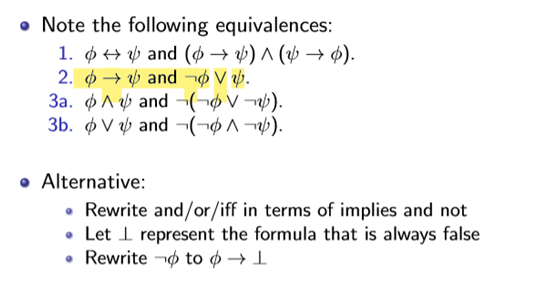 Note the following equivalences:
1. ϕ ↔ ψ and (ϕ → ψ) ∧ (ψ → ϕ).
2. ϕ → ψ and ¬ϕ ∨ ψ.
3a. ϕ ∧ ψ and ¬(¬ϕ ∨ ¬ψ).
3b. ϕ ∨ ψ and ¬(¬ϕ ∧ ¬ψ).
Alternative:
Rewrite and/or/iff in terms of implies and not
Let ⊥ represent the formula that is always false
Rewrite ¬ϕ to ϕ → ⊥